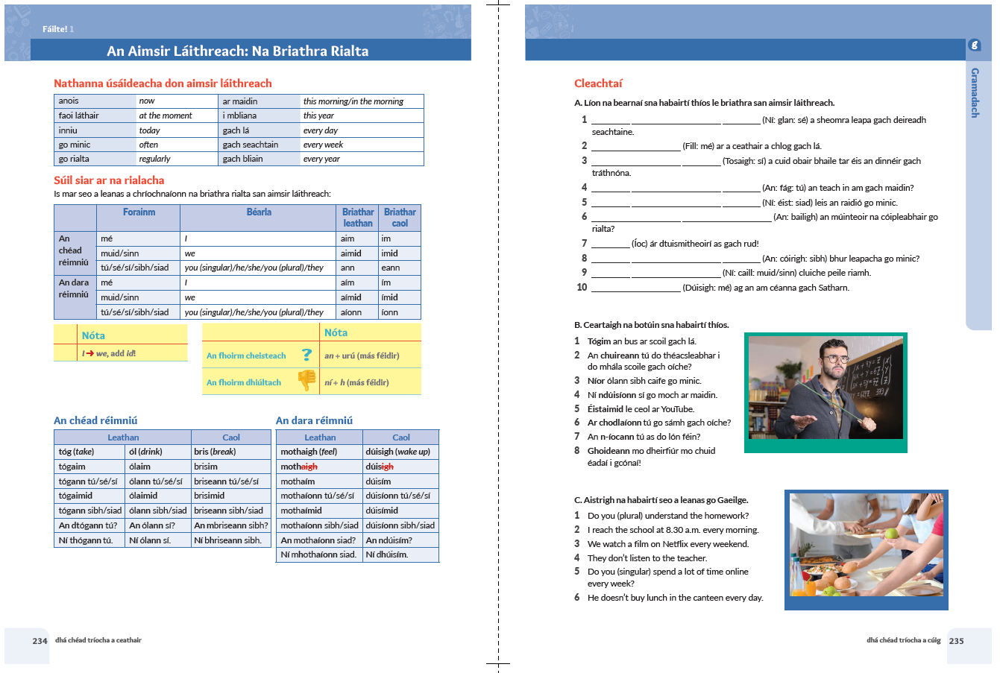 Fáilte! 1
An Aimsir Láithreach: Na Briathra Rialta
Nathanna úsáideacha don aimsir láithreach
anois now ar maidin this morning/in the morning
faoi láthair at the moment i mbliana this year
inniu today gach lá every day
go minic often gach seachtain every week
go rialta regularly gach bliain every year
Súil siar ar na rialacha
Is mar seo a leanas a chríochnaíonn na briathra rialta san aimsir láithreach:
Forainm Béarla Briathar leathan Briathar caol
An chéad réimniú mé I aim im
muid/sinn we aimid imid
tú/sé/sí/sibh/siad you (singular)/he/she/you (plural)/they ann eann
An dara réimniú mé I aím ím
muid/sinn we aímid ímid
tú/sé/sí/sibh/siad you (singular)/he/she/you (plural)/they aíonn íonn
Nóta
I ➜ we, add id!
Nóta
An fhoirm cheisteach ? an + urú (más féidir)
An fhoirm dhiúltach ní + h (más féidir)
An chéad réimniú
Leathan Caol
tóg (take) ól (drink) bris (break)
tógaim ólaim brisim
tógann tú/sé/sí ólann tú/sé/sí briseann tú/sé/sí
tógaimid ólaimid brisimid
tógann sibh/siad ólann sibh/siad briseann sibh/siad
An dtógann tú? An ólann sí? An mbriseann sibh?
Ní thógann tú. Ní ólann sí. Ní bhriseann sibh.
An dara réimniú
Leathan Caol
mothaigh (feel) dúisigh (wake up)
mothaigh dúisigh
mothaím dúisím
mothaíonn tú/sé/sí dúisíonn tú/sé/sí
mothaímid dúisímid
mothaíonn sibh/siad dúisíonn sibh/siad
An mothaíonn siad? An ndúisím?
Ní mhothaíonn siad. Ní dhúisím.
234 dhá chéad tríocha a ceathair
g
Gramadach
Cleachtaí
A. Líon na bearnaí sna habairtí thíos le briathra san aimsir láithreach.
1 ________ ___________________ ________ (Ní: glan: sé) a sheomra leapa gach deireadh
seachtaine.
2 ___________________ (Fill: mé) ar a ceathair a chlog gach lá.
3 ___________________ ________ (Tosaigh: sí) a cuid obair bhaile tar éis an dinnéir gach
tráthnóna.
4 ________ ___________________ ________ (An: fág: tú) an teach in am gach maidin?
5 ________ ___________________ ________ (Ní: éist: siad) leis an raidió go minic.
6 ________ ______________________________ (An: bailigh) an múinteoir na cóipleabhair go
rialta?
7 ________ (Íoc) ár dtuismitheoirí as gach rud!
8 ________ ___________________ ________ (An: cóirigh: sibh) bhur leapacha go minic?
9 ________ ___________________ ________ (Ní: caill: muid/sinn) cluiche peile riamh.
10 ___________________ (Dúisigh: mé) ag an am céanna gach Satharn.
B. Ceartaigh na botúin sna habairtí thíos.
1 Tógim an bus ar scoil gach lá.
2 An chuireann tú do théacsleabhar i
do mhála scoile gach oíche?
3 Níor ólann sibh caife go minic.
4 Ní ndúisíonn sí go moch ar maidin.
5 Éistaimid le ceol ar YouTube.
6 Ar chodlaíonn tú go sámh gach oíche?
7 An n-íocann tú as do lón féin?
8 Ghoideann mo dheirfiúr mo chuid
éadaí i gcónaí!
C. Aistrigh na habairtí seo a leanas go Gaeilge.
1 Do you (plural) understand the homework?
2 I reach the school at 8.30 a.m. every morning.
3 We watch a film on Netflix every weekend.
4 They don't listen to the teacher.
5 Do you (singular) spend a lot of time online
every week?
6 He doesn't buy lunch in the canteen every day.
dhá chéad tríocha a cúig 235